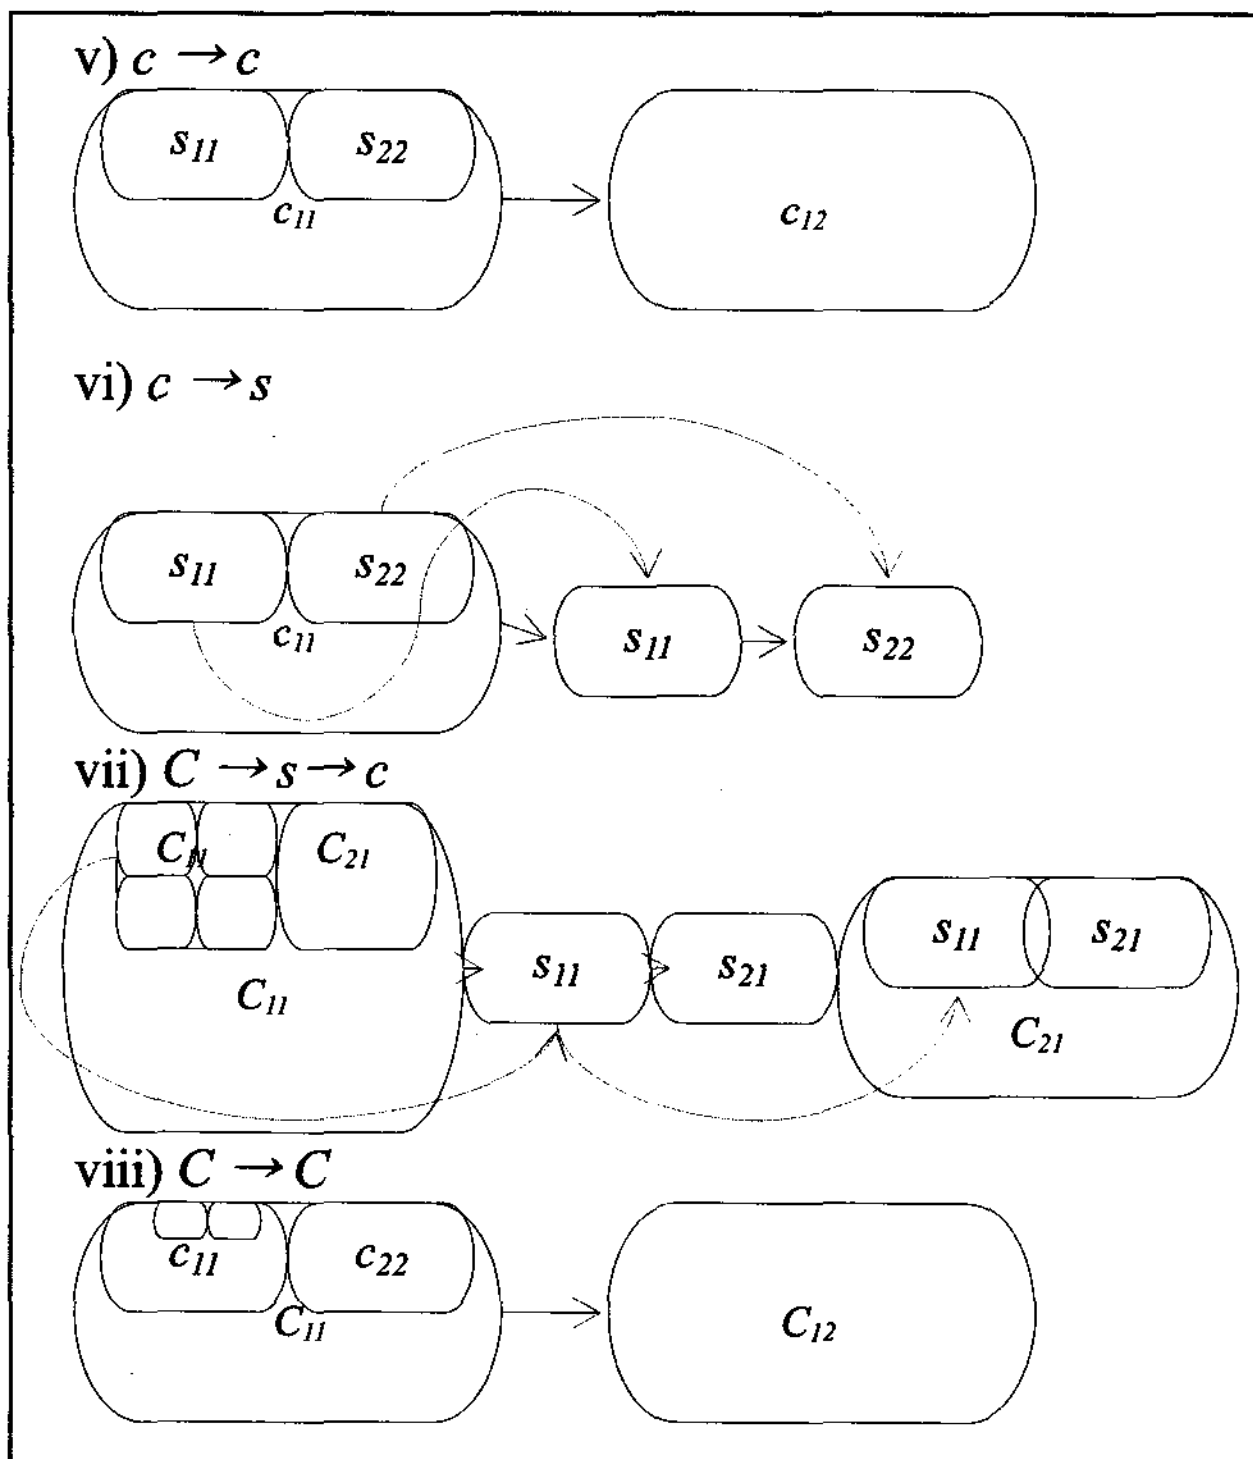 v) c → c
s11 s22
c11
c12
vi) c → s
s11 s22
c11
s11
s22
vii) C → s → c
C11 C21
C11
s11
s21
s11 s21
C21
viii) C → C
c11
c22
C11
C12